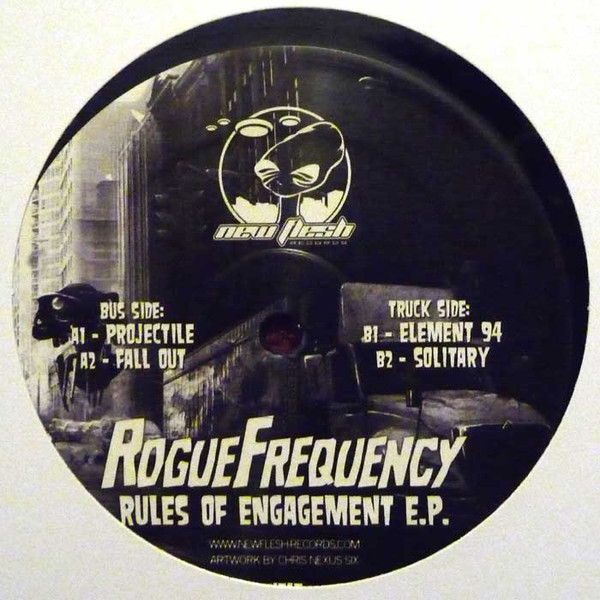 new flesh
RECORDS
BUS SIDE:
A1 - PROJECTILE
A2 - FALL OUT
TRUCK SIDE:
B1 - ELEMENT 94
B2 - SOLITARY
ROGUEFREQUENCY
RULES OF ENGAGEMENT E.P.
WWW.NEWFLESH-RECORDS.COM
ARTWORK BY CHRIS NEXUS SIX